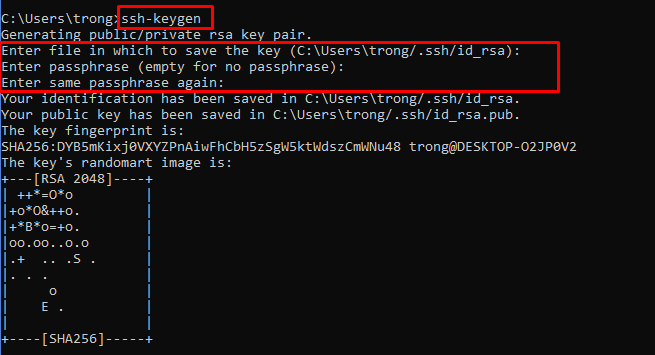 C:\Users\trong>ssh-keygen
Generating public/private rsa key pair.
Enter file in which to save the key (C:\Users\trong/.ssh/id_rsa):
Enter passphrase (empty for no passphrase):
Enter same passphrase again:
Your identification has been saved in C:\Users\trong/.ssh/id_rsa.
Your public key has been saved in C:\Users\trong/.ssh/id_rsa.pub.
The key fingerprint is:
SHA256:DYB5mKixj0VXYZPnAiwFhCbH5zSgW5ktWdszCmWNu48 trong@DESKTOP-O2JP0V2
The key's randomart image is:
+---[RSA 2048]----+
| ++*=O*o         |
|+o*O&++o.        |
|+*B*o=+o.        |
|oo.oo..o.o       |
|.+  .. .S .      |
|. . .            |
|     o           |
|    E .          |
|                 |
+----[SHA256]-----+